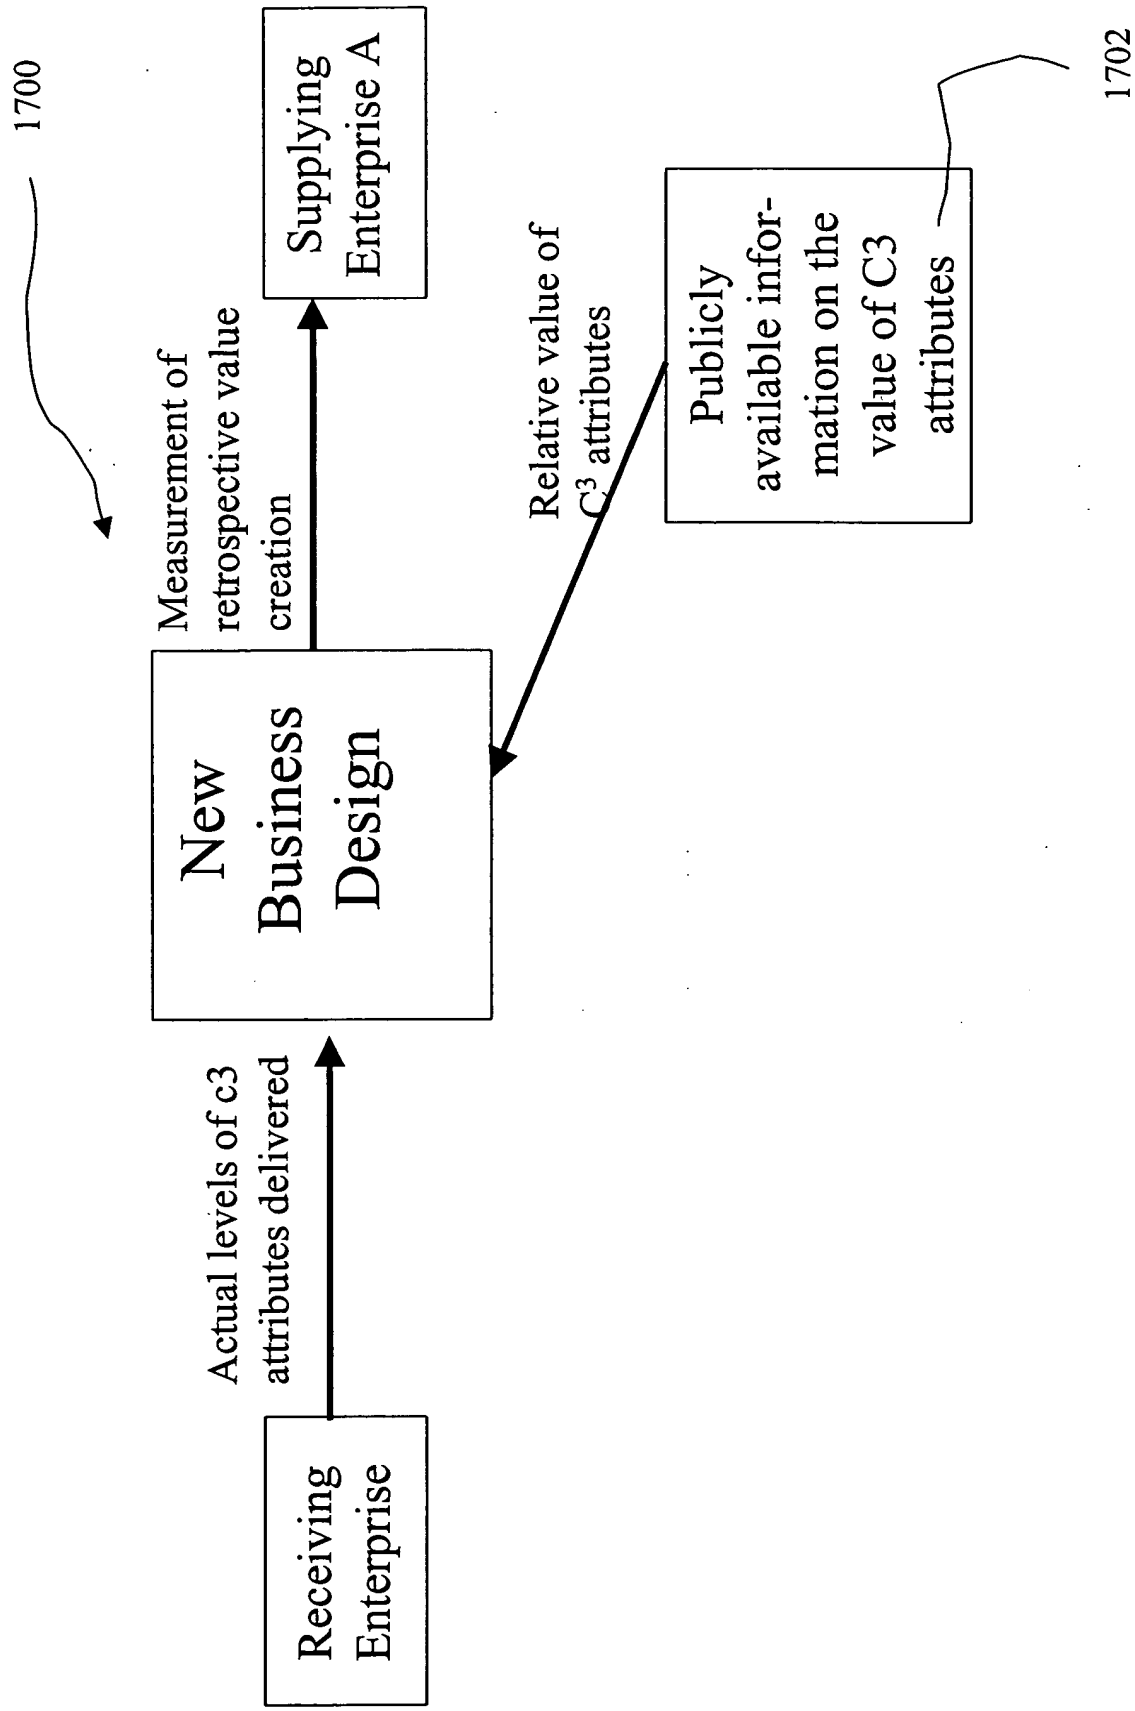 1700
Measurement of
retrospective value
creation
Supplying
Enterprise A
New
Business
Design
Actual levels of c3
attributes delivered
Receiving
Enterprise
Relative value of
C³ attributes
Publicly
available infor-
mation on the
value of C3
attributes
1702